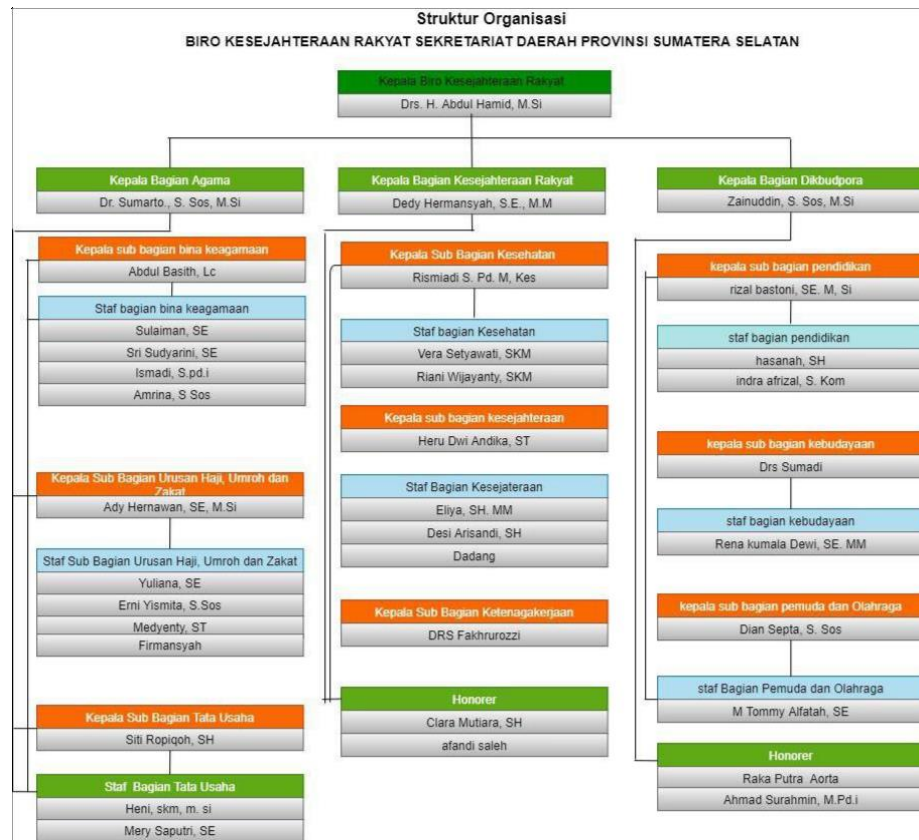 Struktur Organisasi
BIRO KESEJAHTERAAN RAKYAT SEKRETARIAT DAERAH PROVINSI SUMATERA SELATAN
Kepala Biro Kesejahteraan Rakyat
Drs. H. Abdul Hamid, M.Si
Kepala Bagian Agama
Dr. Sumarto., S. Sos, M.Si
Kepala sub bagian bina keagamaan
Abdul Basith, Lc
Staf bagian bina keagamaan
Sulaiman, SE
Sri Sudyarini, SE
Ismadi, S.pd.i
Amrina, S Sos
Kepala Sub Bagian Urusan Haji, Umroh dan
Zakat
Ady Hernawan, SE, M.Si
Staf Sub Bagian Urusan Haji, Umroh dan Zakat
Yuliana, SE
Erni Yismita, S.Sos
Medyenty, ST
Firmansyah
Kepala Sub Bagian Tata Usaha
Siti Ropiqoh, SH
Staf Bagian Tata Usaha
Heni, skm, m. si
Mery Saputri, SE
Kepala Bagian Kesejahteraan Rakyat
Dedy Hermansyah, S.E., M.M
Kepala Sub Bagian Kesehatan
Rismiadi S. Pd. M, Kes
Staf bagian Kesehatan
Vera Setyawati, SKM
Riani Wijayanty, SKM
Kepala sub bagian kesejahteraan
Heru Dwi Andika, ST
Staf Bagian Kesejateraan
Eliya, SH. MM
Desi Arisandi, SH
Dadang
Kepala Sub Bagian Ketenagakerjaan
DRS Fakhrurozzi
Honorer
Clara Mutiara, SH
afandi saleh
Kepala Bagian Dikbudpora
Zainuddin, S. Sos, M.Si
kepala sub bagian pendidikan
rizal bastoni, SE. M, Si
staf bagian pendidikan
hasanah, SH
indra afrizal, S. Kom
kepala sub bagian kebudayaan
Drs Sumadi
staf bagian kebudayaan
Rena kumala Dewi, SE. MM
kepala sub bagian pemuda dan Olahraga
Dian Septa, S. Sos
staf Bagian Pemuda dan Olahraga
M Tommy Alfatah, SE
Honorer
Raka Putra Aorta
Ahmad Surahmin, M.Pd.i